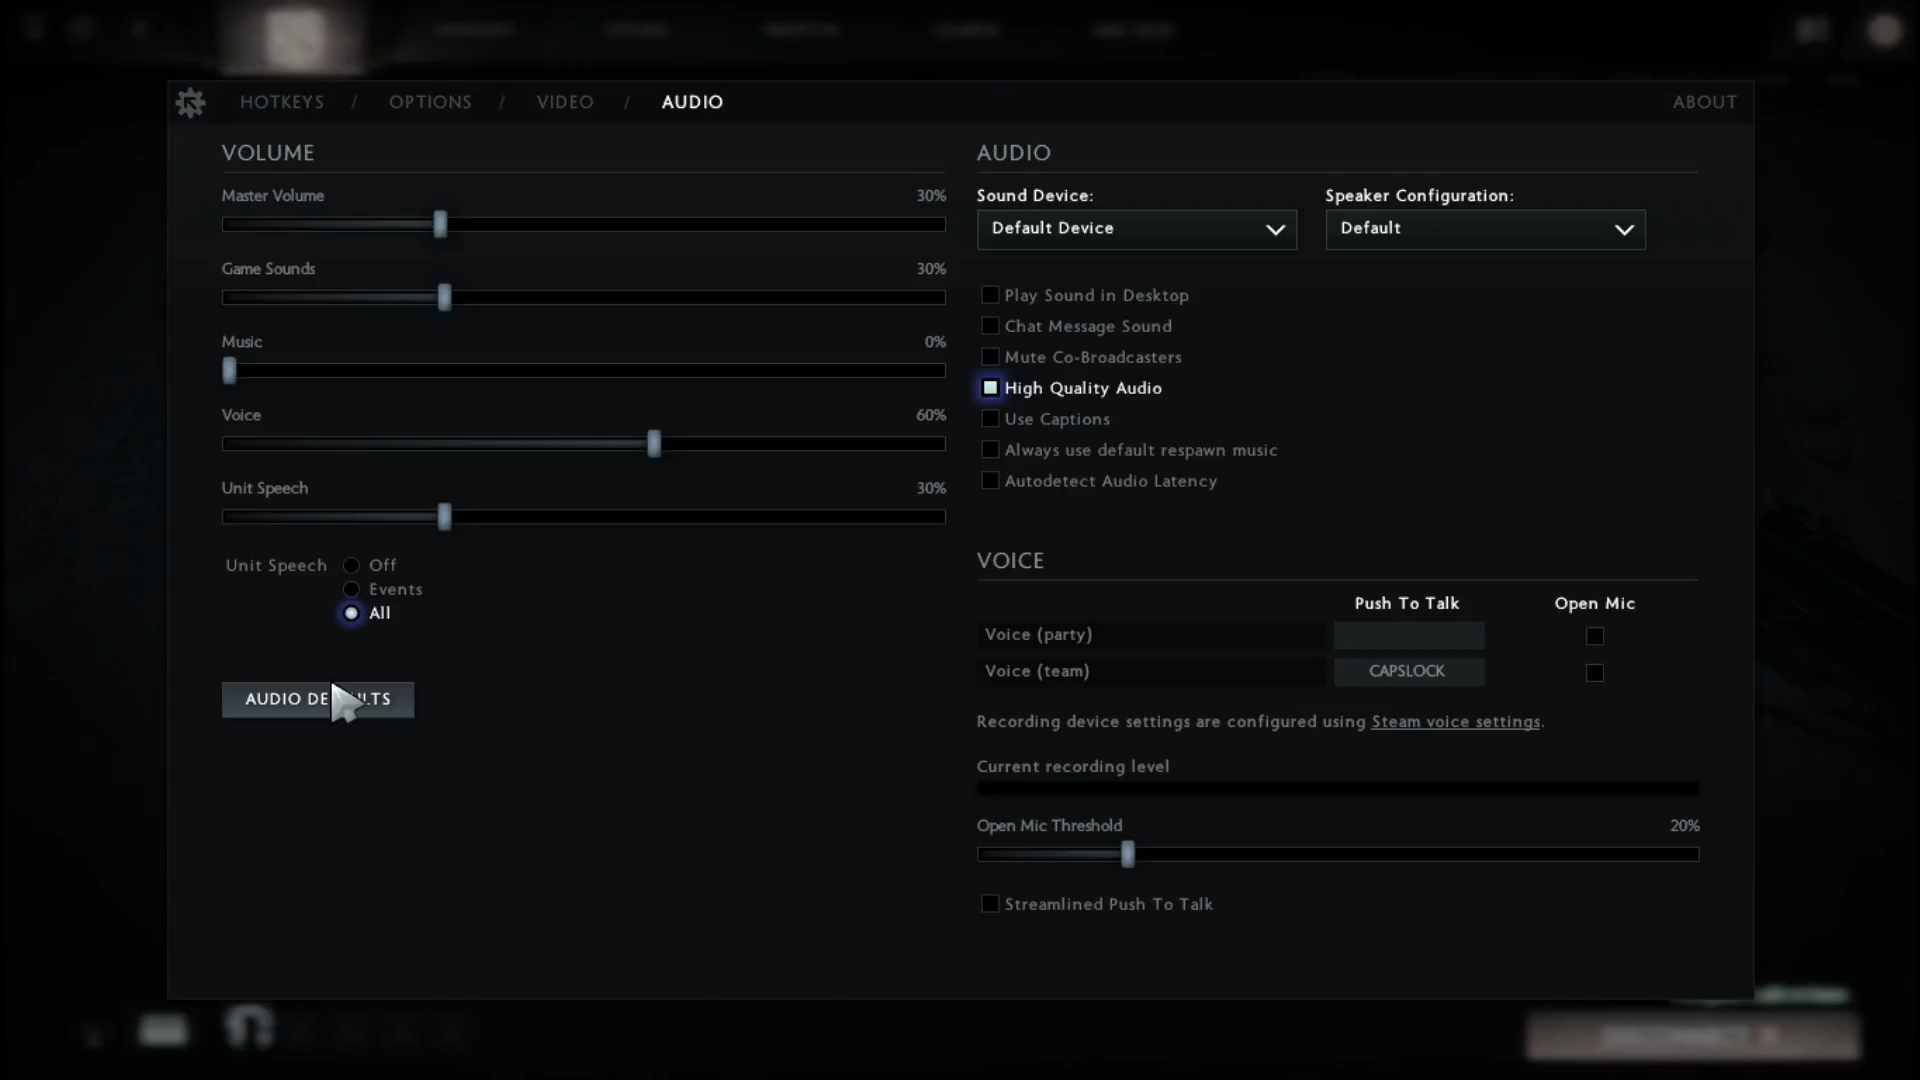 HOTKEYS / OPTIONS / VIDEO / AUDIO ABOUT
VOLUME
Master Volume 30%
Game Sounds 30%
Music 0%
Voice 60%
Unit Speech 30%
Unit Speech Off
Events
All
AUDIO
Sound Device: Speaker Configuration:
Default Device Default
Play Sound in Desktop
Chat Message Sound
Mute Co-Broadcasters
High Quality Audio
Use Captions
Always use default respawn music
Autodetect Audio Latency
VOICE
Push To Talk Open Mic
Voice (party)
Voice (team) CAPSLOCK
Recording device settings are configured using Steam voice settings.
Current recording level
Open Mic Threshold 20%
Streamlined Push To Talk
AUDIO